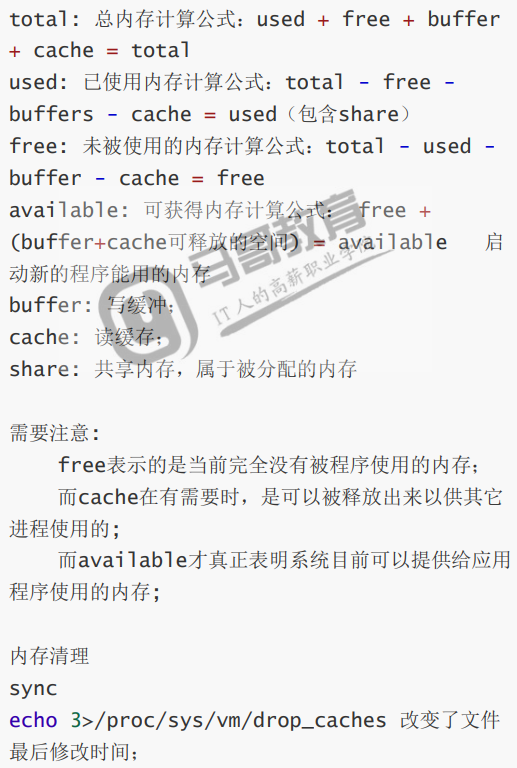 total: 总内存计算公式：used + free + buffer
+ cache = total
used: 已使用内存计算公式：total - free -
buffers - cache = used（包含share）
free: 未被使用的内存计算公式：total - used -
buffer - cache = free
available: 可获得内存计算公式： free +
(buffer+cache可释放的空间) = available 启
动新的程序能用的内存
buffer: 写缓冲；
cache: 读缓存；
share: 共享内存，属于被分配的内存
马哥教育
IT人的高薪职业学院
需要注意：
free表示的是当前完全没有被程序使用的内存；
而cache在有需要时，是可以被释放出来以供其它
进程使用的；
而available才真正表明系统目前可以提供给应用
程序使用的内存；
内存清理
sync
echo 3>/proc/sys/vm/drop_caches 改变了文件
最后修改时间；